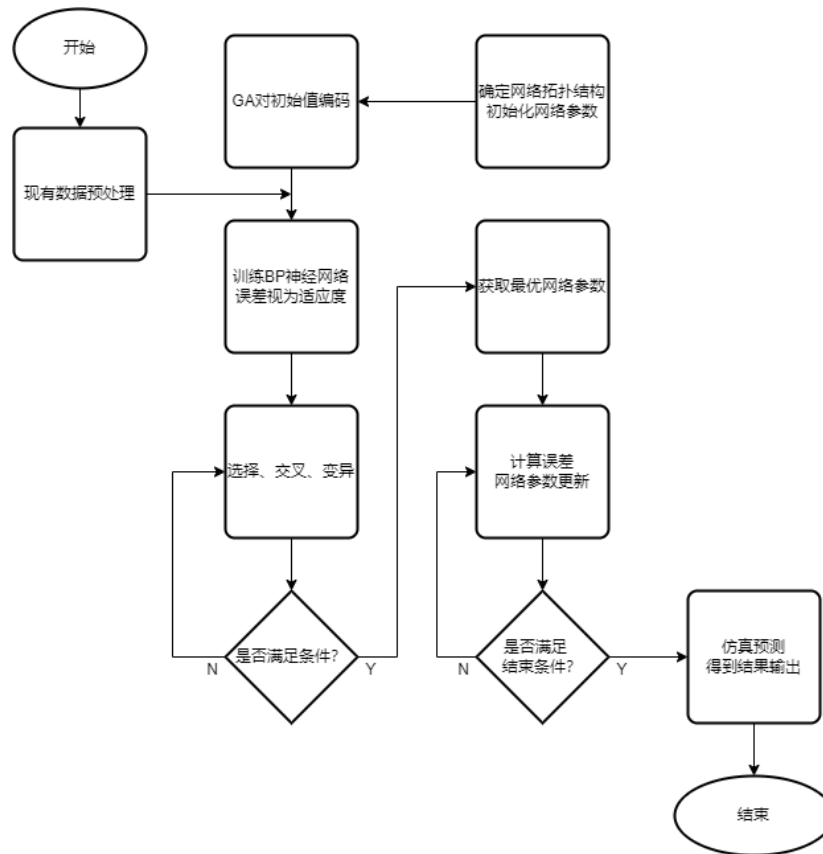 开始
GA对初始值编码
确定网络拓扑结构
初始化网络参数
现有数据预处理
训练BP神经网络
误差视为适应度
获取最优网络参数
选择、交叉、变异
计算误差
网络参数更新
是否满足条件?
N
Y
是否满足
结束条件?
N
Y
仿真预测
得到结果输出
结束